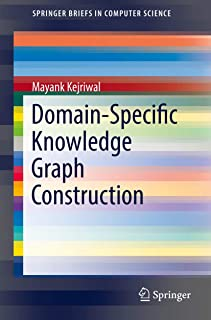 SPRINGER BRIEFS IN COMPUTER SCIENCE
Mayank Kejriwal
Domain-Specific
Knowledge
Graph
Construction
Springer